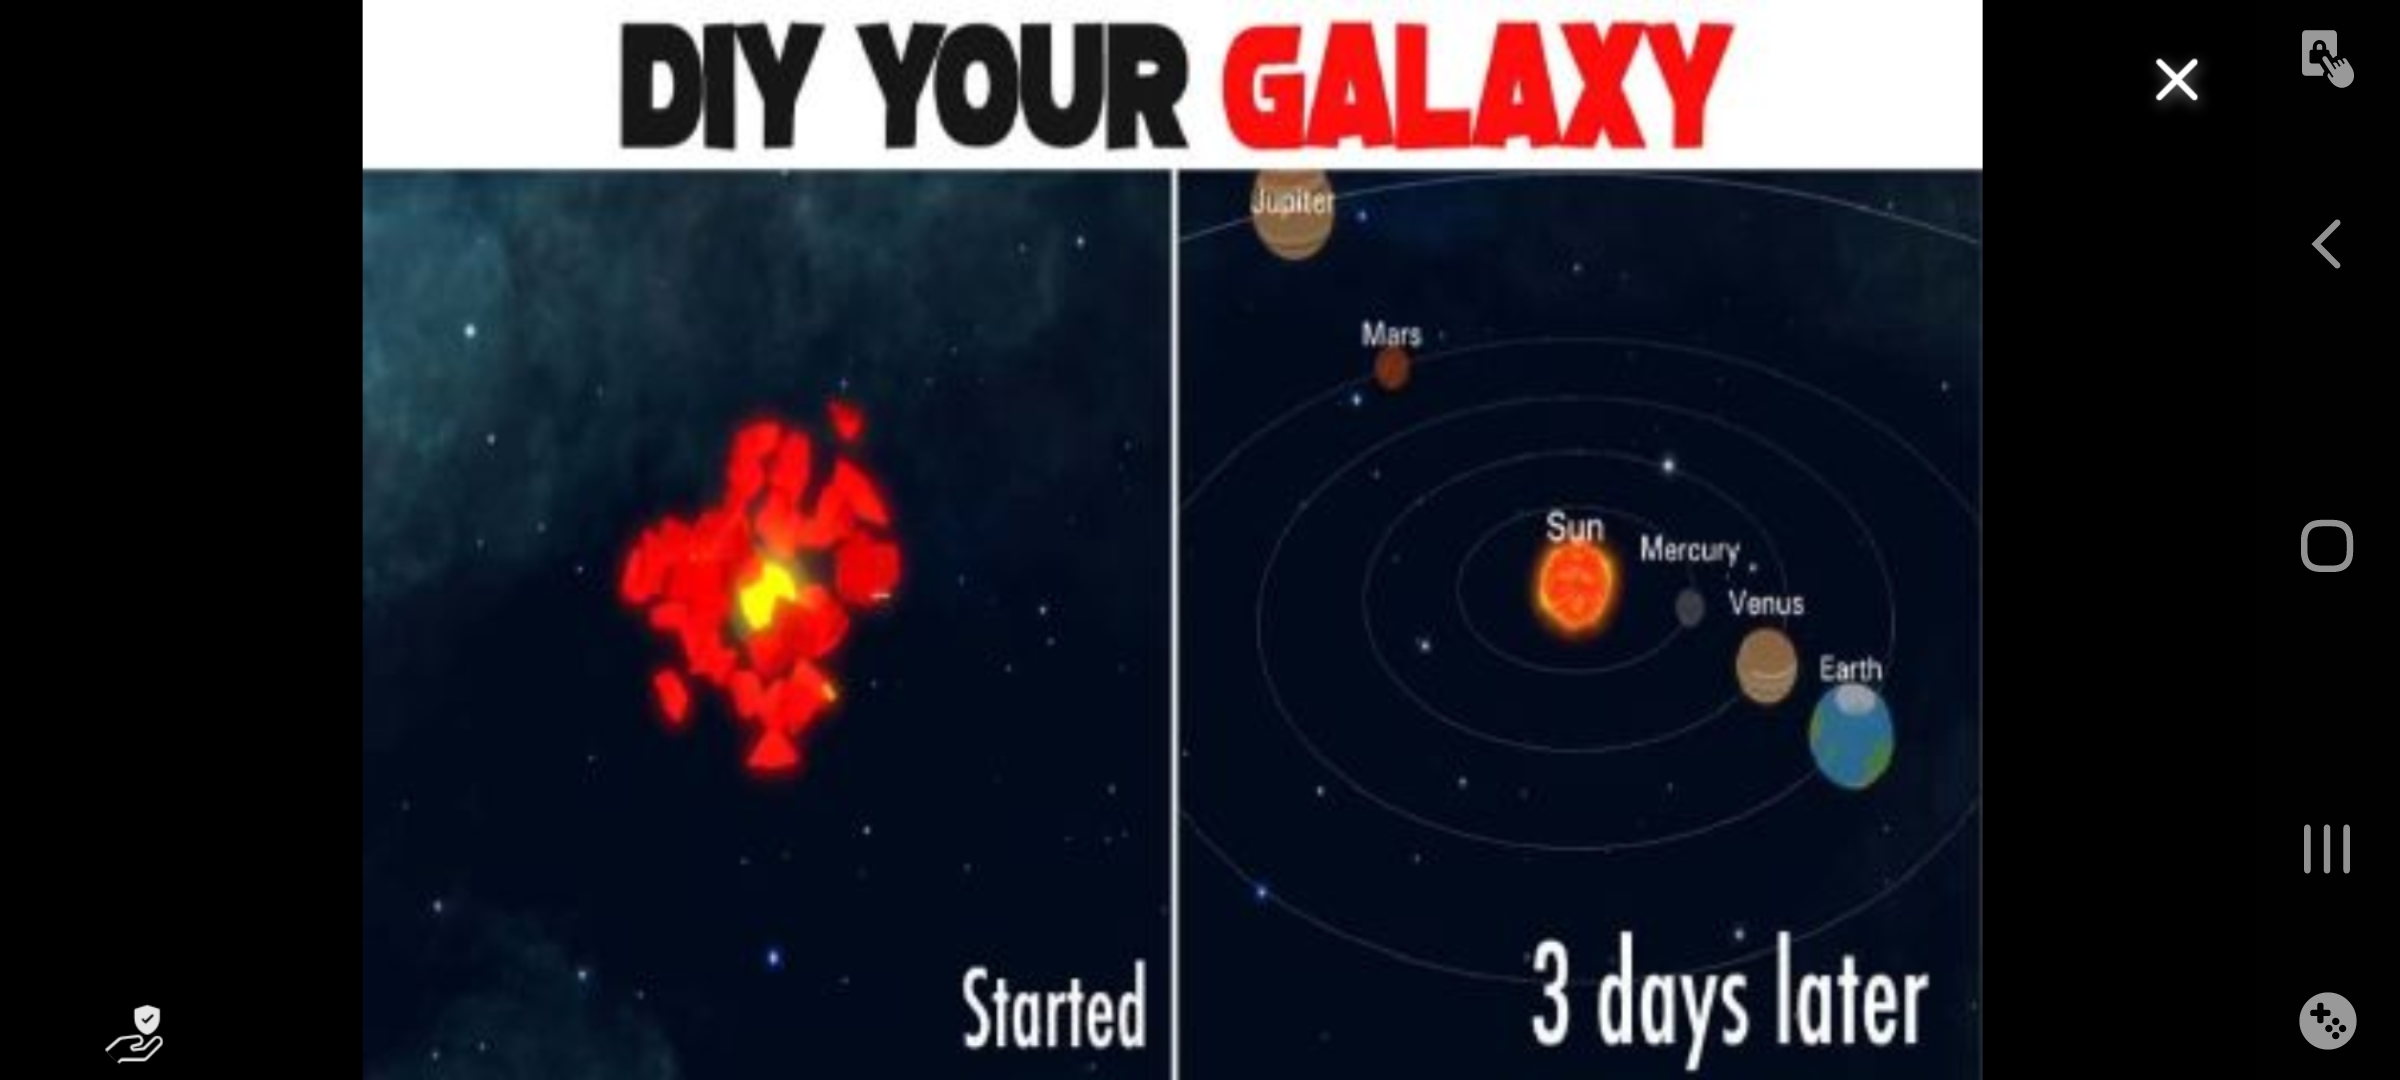 DIY YOUR GALAXY
Jupiter
Mars
Sun
Mercury
Venus
Earth
Started
3 days later